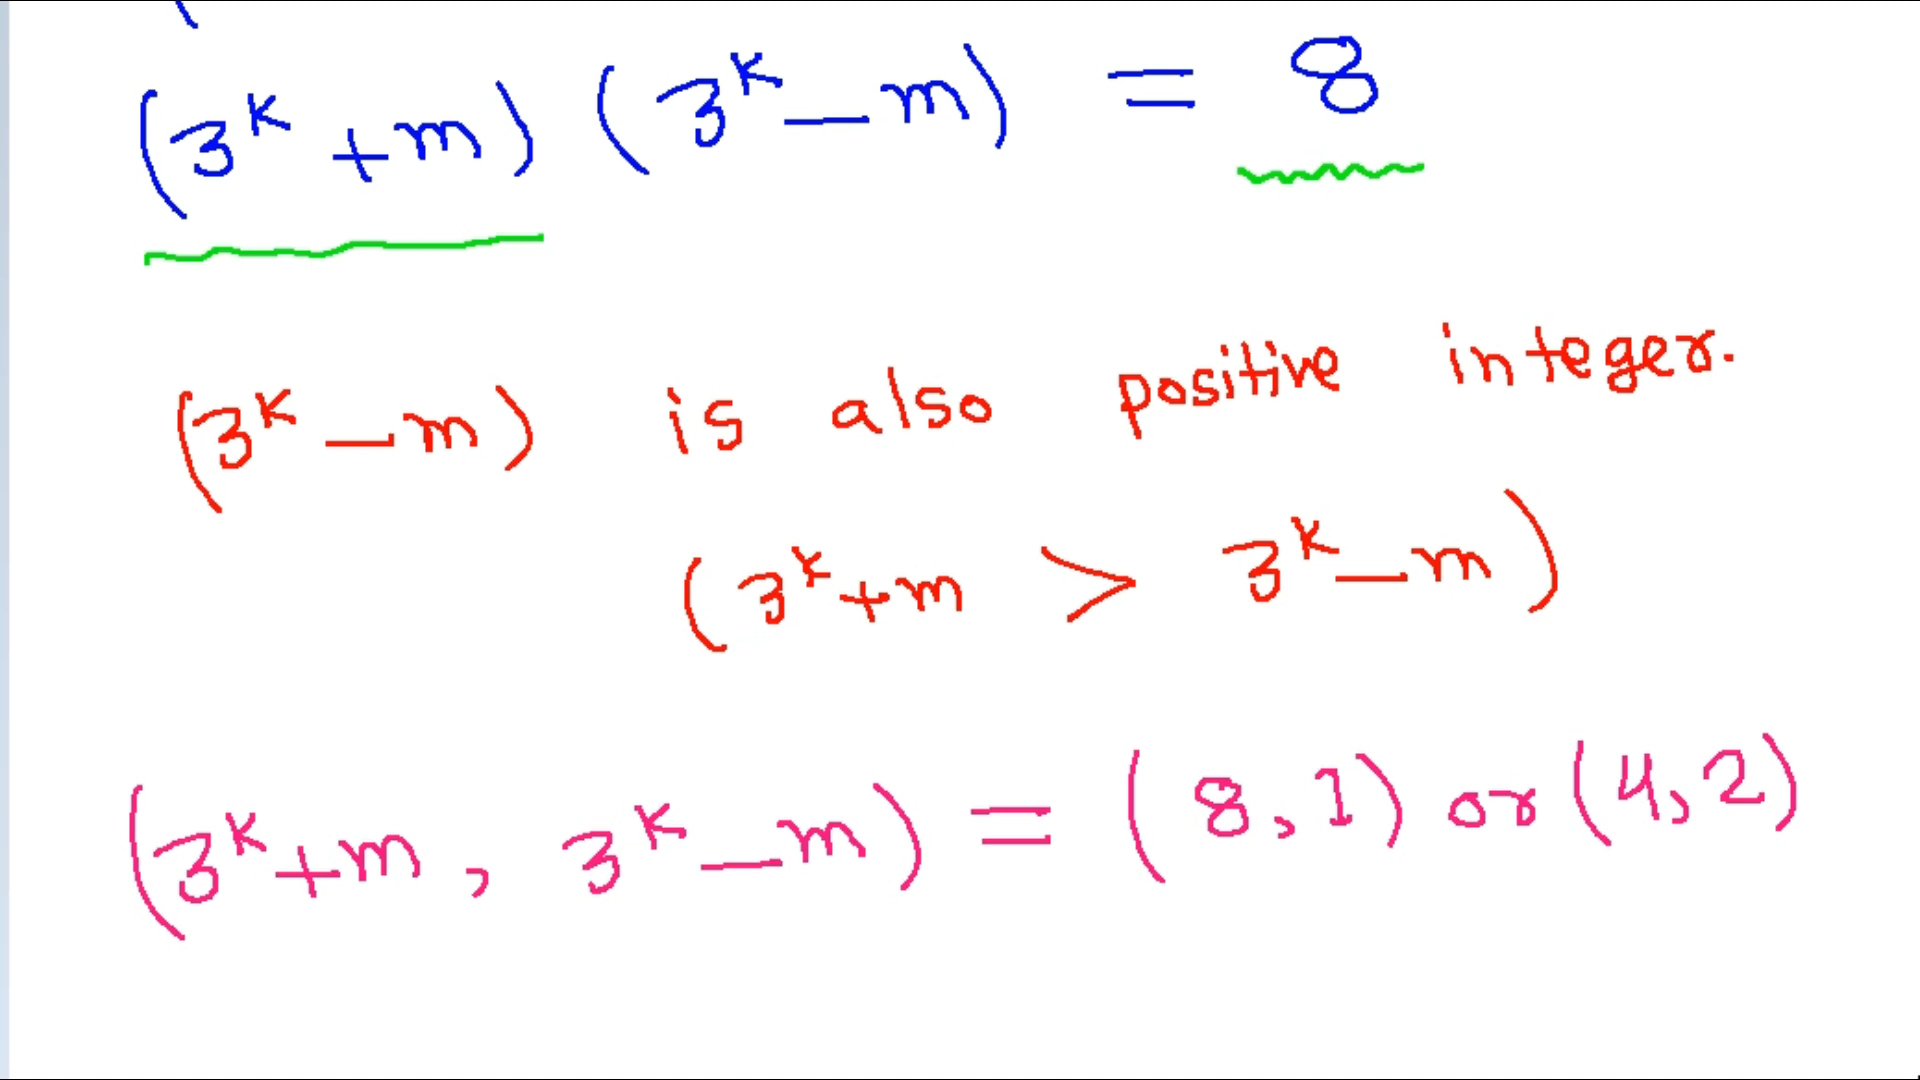 (3^k + m) (3^k - m) = 8
(3^k - m) is also positive integer.
(3^k + m > 3^k - m)
(3^k + m, 3^k - m) = (8, 1) or (4, 2)